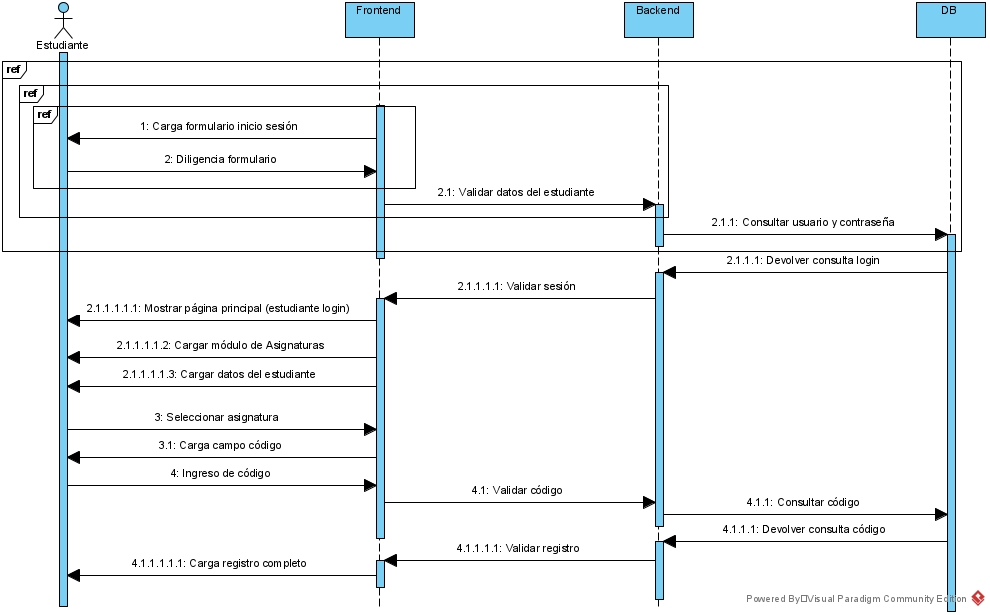 Frontend
Backend
DB
Estudiante
ref
ref
ref
1: Carga formulario inicio sesión
2: Diligencia formulario
2.1: Validar datos del estudiante
2.1.1: Consultar usuario y contraseña
2.1.1.1: Devolver consulta login
2.1.1.1.1: Validar sesión
2.1.1.1.1.1: Mostrar página principal (estudiante login)
2.1.1.1.1.2: Cargar módulo de Asignaturas
2.1.1.1.1.3: Cargar datos del estudiante
3: Seleccionar asignatura
3.1: Carga campo código
4: Ingreso de código
4.1: Validar código
4.1.1: Consultar código
4.1.1.1: Devolver consulta código
4.1.1.1.1: Validar registro
4.1.1.1.1.1: Carga registro completo
Powered By Visual Paradigm Community Edition